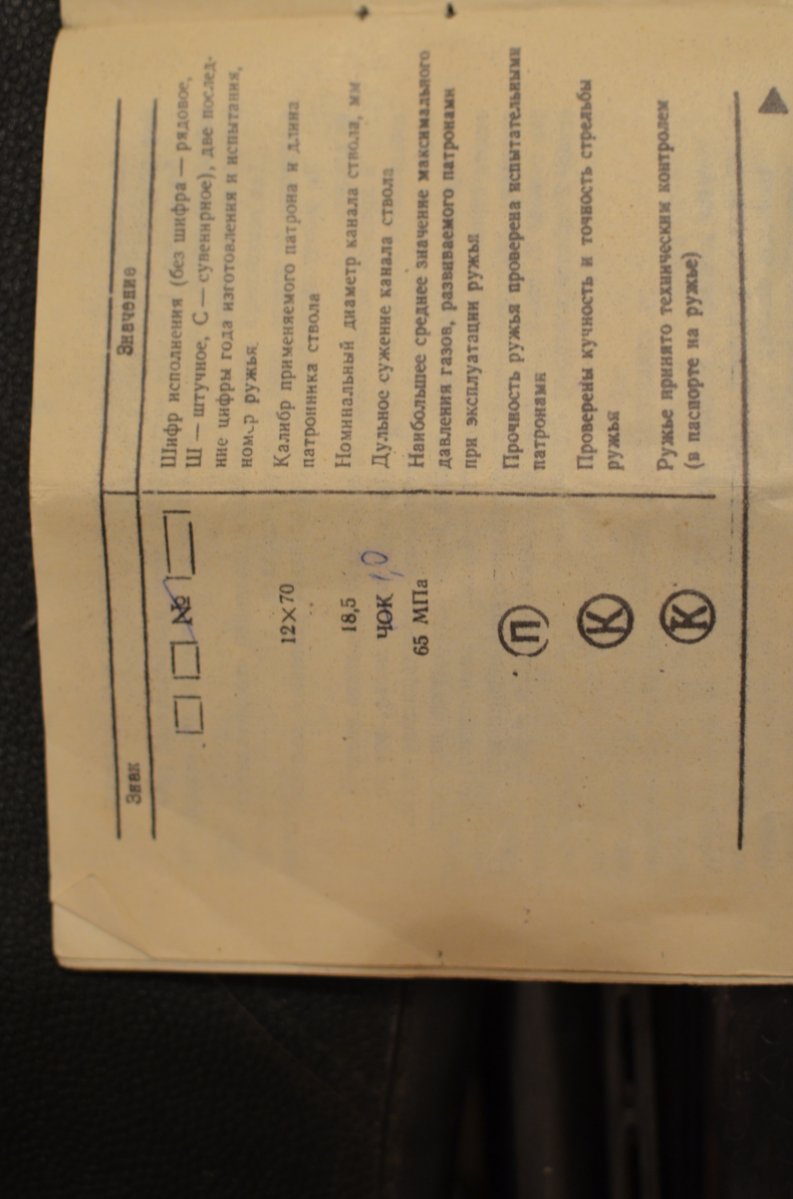 Знак Значение
□ □ № □ Шифр исполнения (без шифра — рядовое,
Ш — штучное, С — сувенирное), две послед-
ние цифры года изготовления и испытания,
номер ружья.
12×70 Калибр применяемого патрона и длина
патронника ствола
18,5 Номинальный диаметр канала ствола, мм
ЧОК 1,0 Дульное сужение канала ствола
65 МПа Наибольшее среднее значение максимального
давления газов, развиваемого патронами
при эксплуатации ружья
П Прочность ружья проверена испытательными
патронами
К Проверены кучность и точность стрельбы
ружья
К Ружье принято техническим контролем
(в паспорте на ружье)